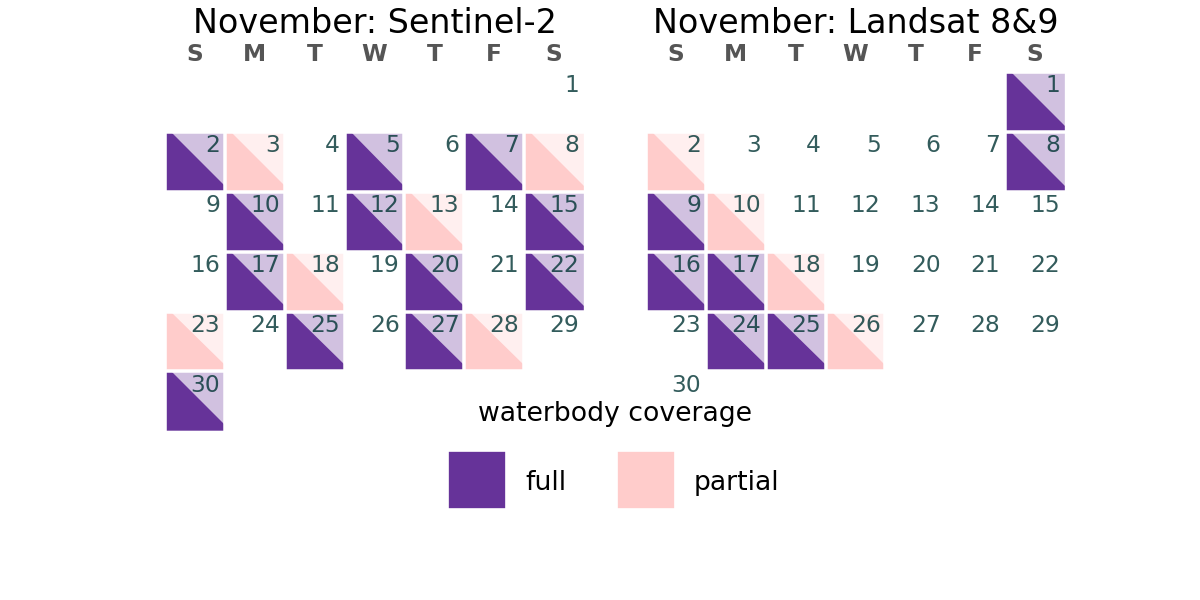 November: Sentinel-2
S M T W T F S
1
2 3 4 5 6 7 8
9 10 11 12 13 14 15
16 17 18 19 20 21 22
23 24 25 26 27 28 29
30
November: Landsat 8&9
S M T W T F S
1
2 3 4 5 6 7 8
9 10 11 12 13 14 15
16 17 18 19 20 21 22
23 24 25 26 27 28 29
30
waterbody coverage
full partial